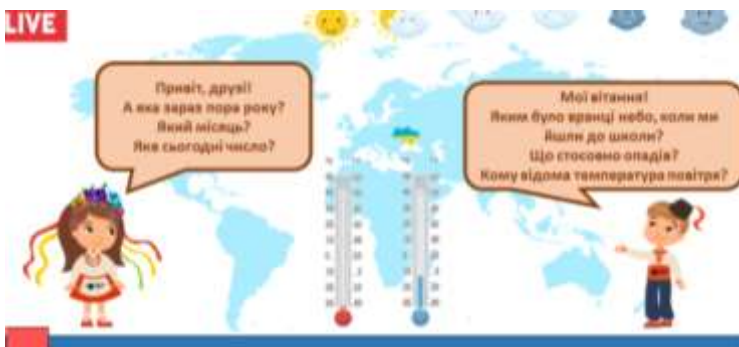 LIVE
Привіт, друзі!
А яка зараз пора року?
Який місяць?
Яке сьогодні число?
Мої вітання!
Яким було вранці небо, коли ми
йшли до школи?
Що стосовно опадів?
Кому відома температура повітря?